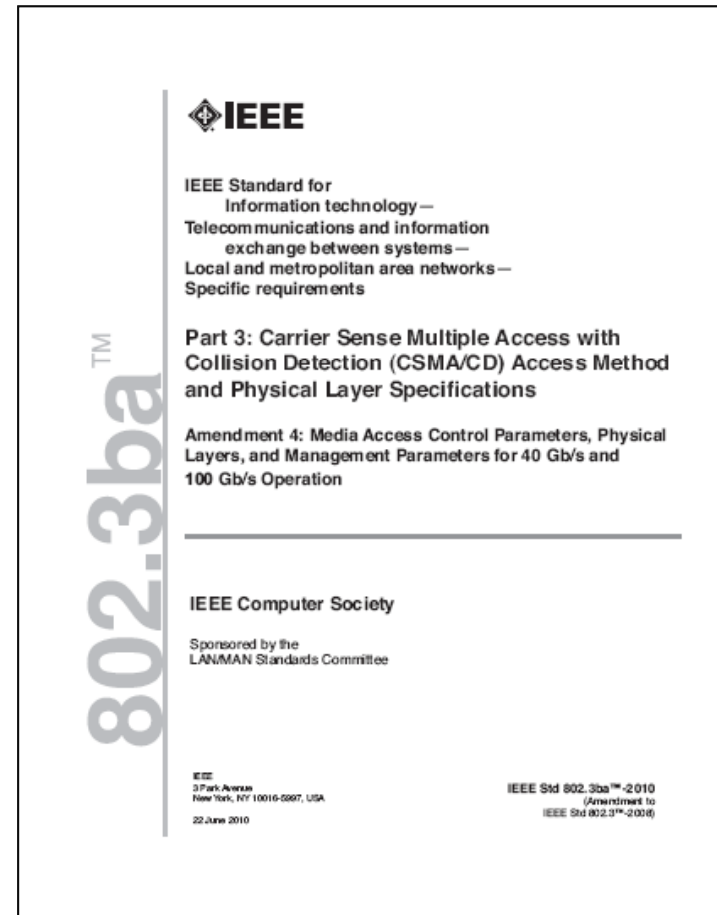 IEEE
IEEE Standard for
Information technology—
Telecommunications and information
exchange between systems—
Local and metropolitan area networks—
Specific requirements
Part 3: Carrier Sense Multiple Access with
Collision Detection (CSMA/CD) Access Method
and Physical Layer Specifications
Amendment 4: Media Access Control Parameters, Physical
Layers, and Management Parameters for 40 Gb/s and
100 Gb/s Operation
802.3ba™
IEEE Computer Society
Sponsored by the
LAN/MAN Standards Committee
IEEE
3 Park Avenue
New York, NY 10016-5997, USA
22 June 2010
IEEE Std 802.3ba™-2010
(Amendment to
IEEE Std 802.3™-2008)